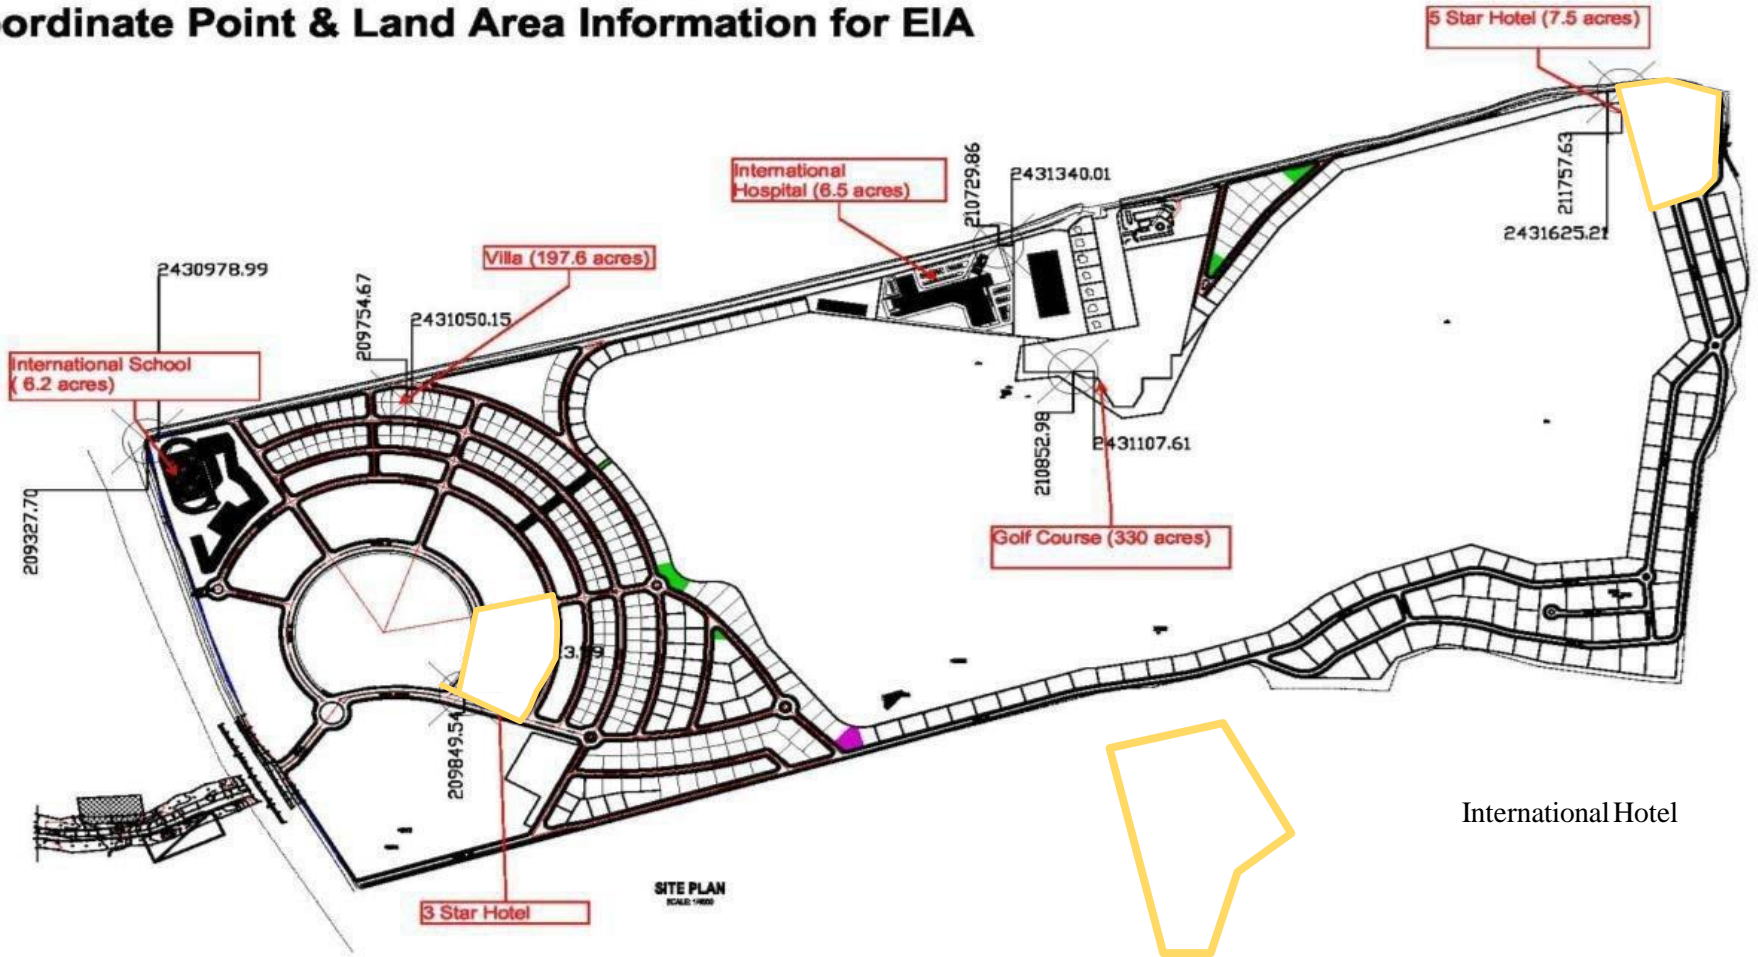 ordinate Point & Land Area Information for EIA
5 Star Hotel (7.5 acres)
International
Hospital (6.5 acres)
210729.86
2431340.01
211757.63
2431625.21
Villa (197.6 acres)
2430978.99
209754.67
2431050.15
International School
( 6.2 acres)
210852.98
2431107.61
209327.70
Golf Course (330 acres)
209849.54
International Hotel
SITE PLAN
3 Star Hotel